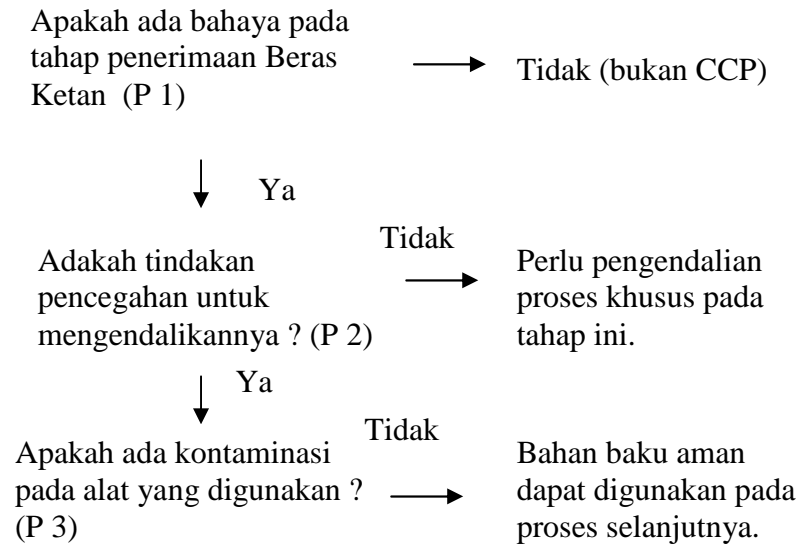 Apakah ada bahaya pada
tahap penerimaan Beras
Ketan (P 1)
Tidak (bukan CCP)
Ya
Adakah tindakan
pencegahan untuk
mengendalikannya ? (P 2)
Tidak
Perlu pengendalian
proses khusus pada
tahap ini.
Ya
Apakah ada kontaminasi
pada alat yang digunakan ?
(P 3)
Tidak
Bahan baku aman
dapat digunakan pada
proses selanjutnya.